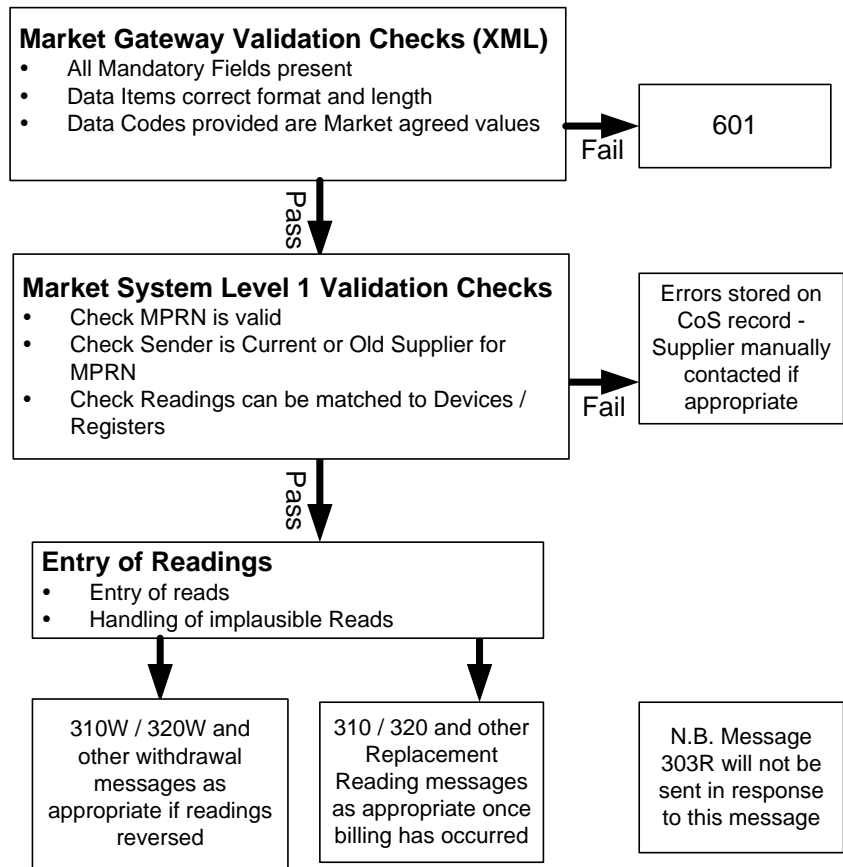 Market Gateway Validation Checks (XML)
• All Mandatory Fields present
• Data Items correct format and length
• Data Codes provided are Market agreed values
Fail
601
Pass
Market System Level 1 Validation Checks
• Check MPRN is valid
• Check Sender is Current or Old Supplier for
MPRN
• Check Readings can be matched to Devices /
Registers
Fail
Errors stored on
CoS record -
Supplier manually
contacted if
appropriate
Pass
Entry of Readings
• Entry of reads
• Handling of implausible Reads
310W / 320W and
other withdrawal
messages as
appropriate if readings
reversed
310 / 320 and other
Replacement
Reading messages
as appropriate once
billing has occurred
N.B. Message
303R will not be
sent in response
to this message